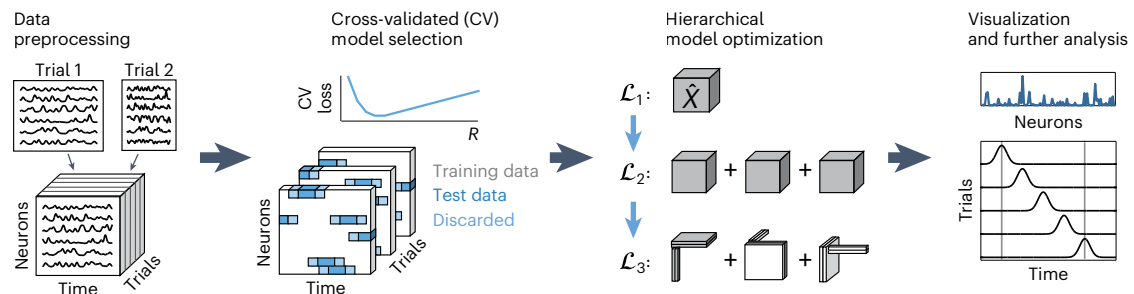 Data
preprocessing
Trial 1
Trial 2
Neurons
Time
Trials
Cross-validated (CV)
model selection
CV
loss
R
Training data
Test data
Discarded
Neurons
Time
Trials
Hierarchical
model optimization
ℒ₁:
X̂
ℒ₂:
+
+
ℒ₃:
+
+
Visualization
and further analysis
Neurons
Trials
Time